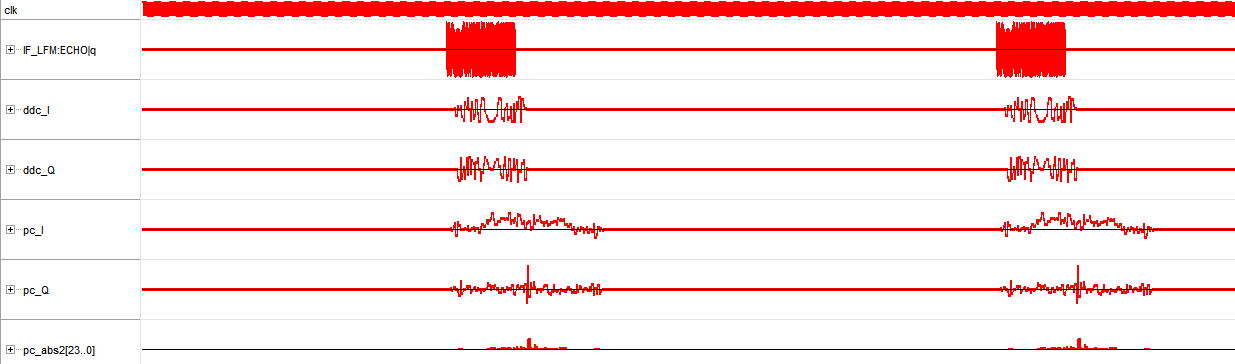 clk
IF_LFM:ECHO|q
ddc_I
ddc_Q
pc_I
pc_Q
pc_abs2[23..0]